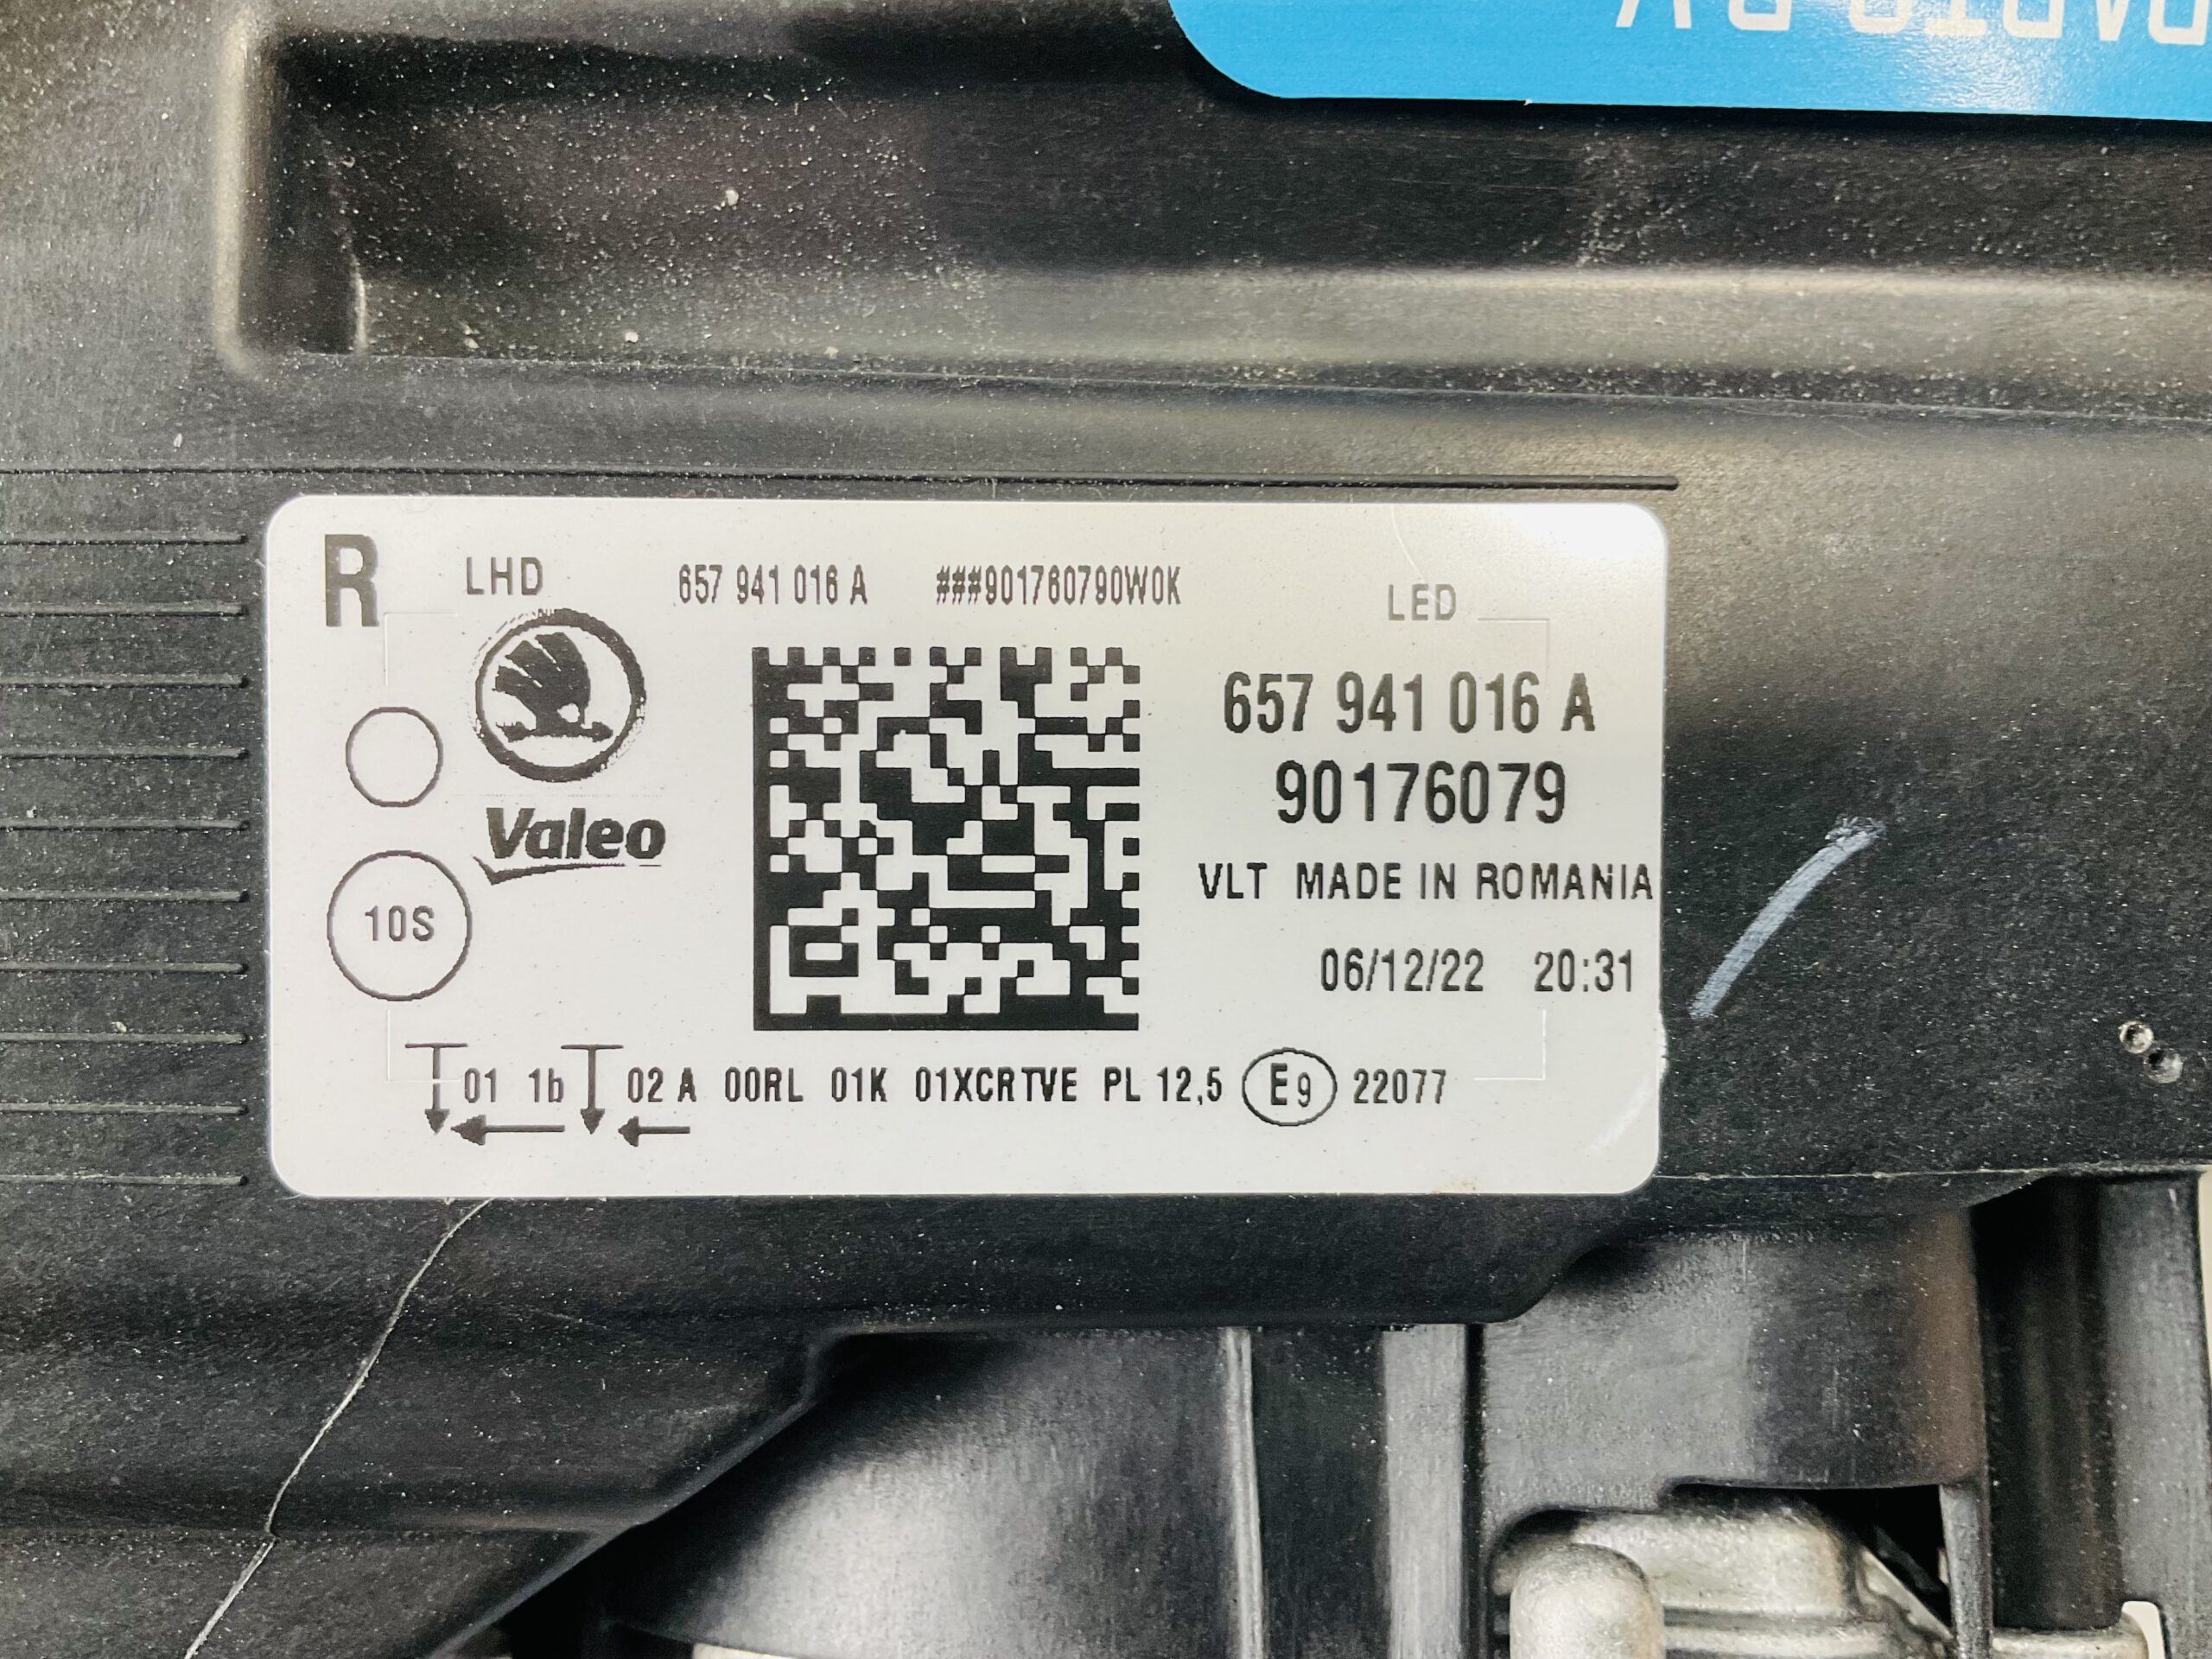 R LHD 657 941 016 A ###901760790W0K LED
657 941 016 A
90176079
Valeo
VLT MADE IN ROMANIA
10S
06/12/22 20:31
01 1b 02 A 00RL 01K 01XCRTVE PL 12,5 E9 22077